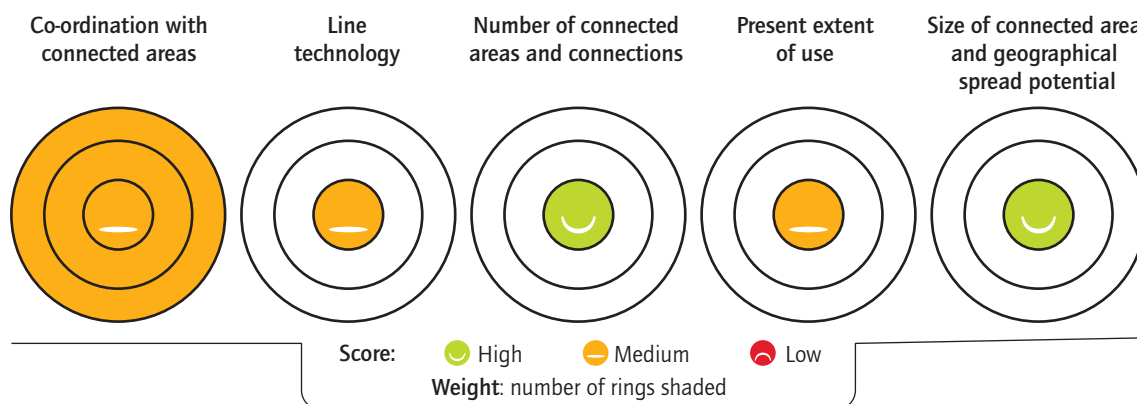 Co-ordination with
connected areas
Line
technology
Number of connected
areas and connections
Present extent
of use
Size of connected area
and geographical
spread potential
Score: High Medium Low
Weight: number of rings shaded